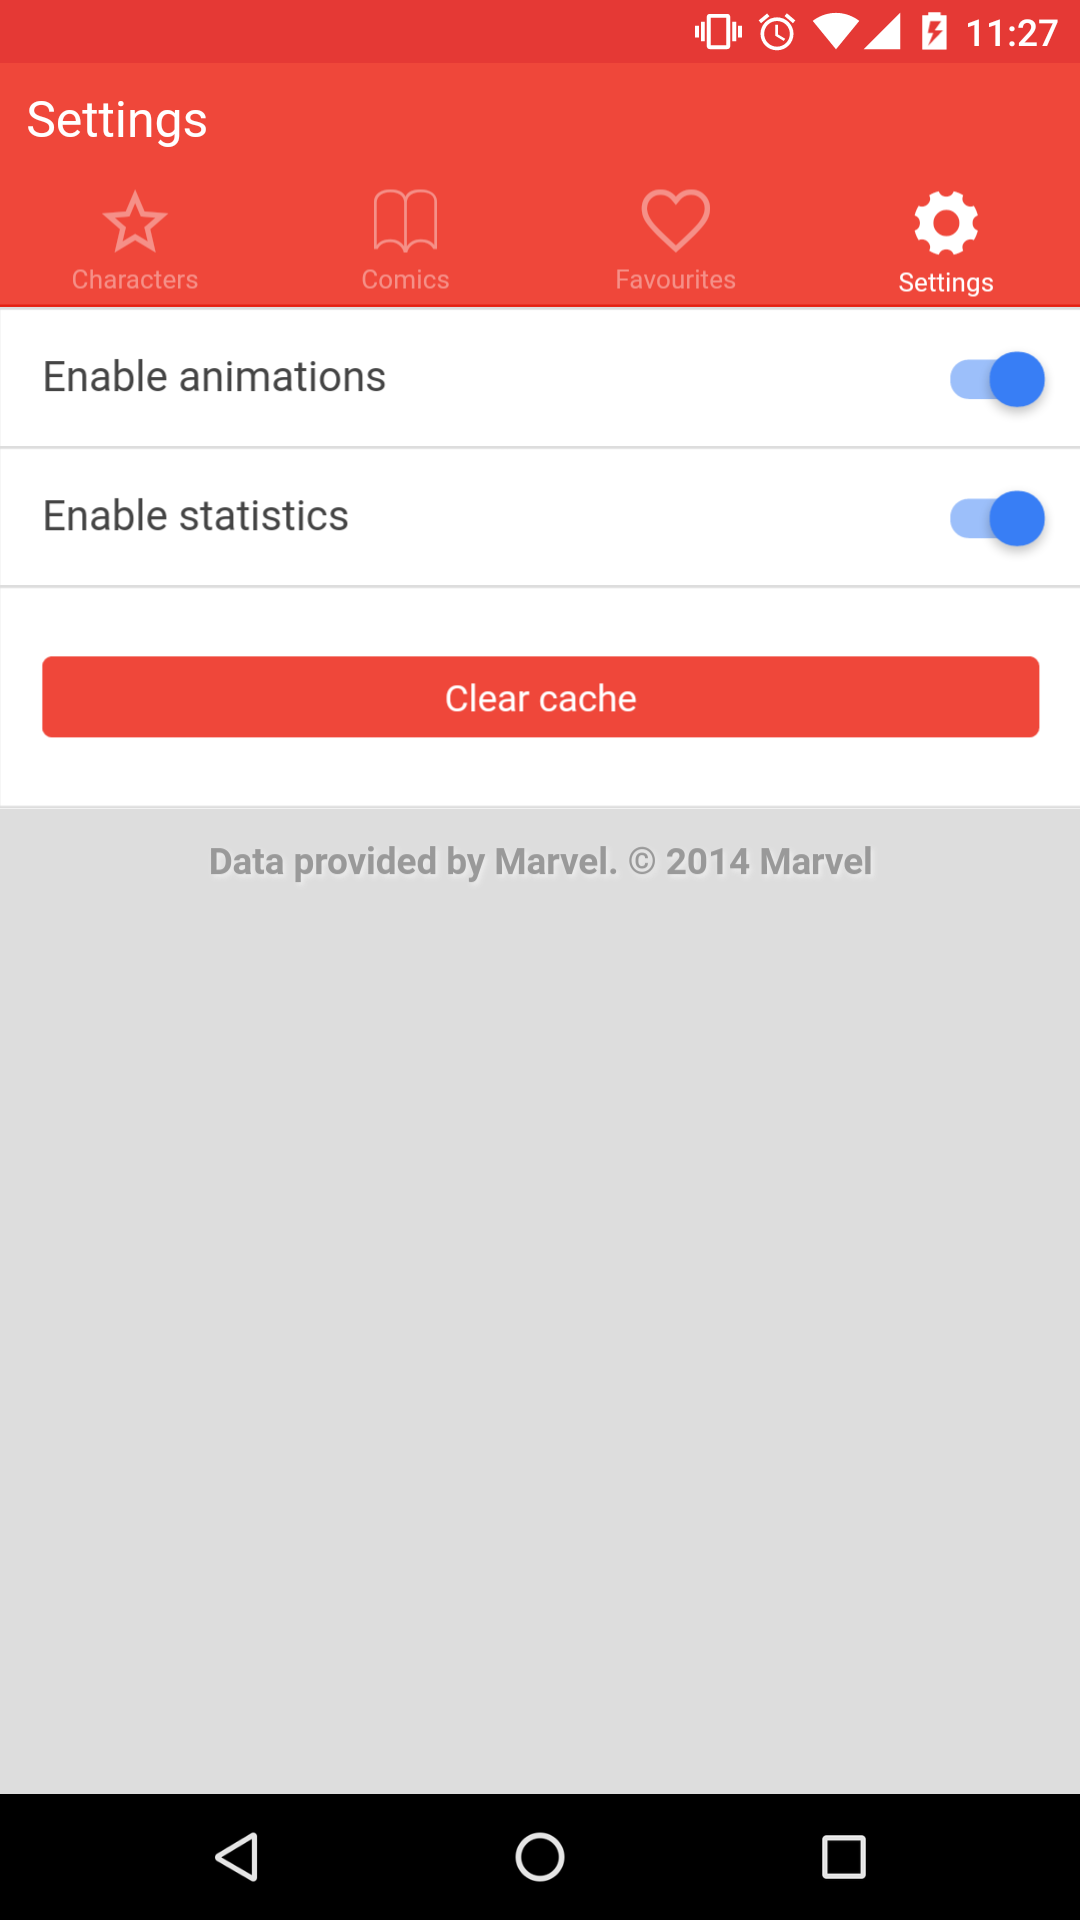 11:27
Settings
Characters
Comics
Favourites
Settings
Enable animations
Enable statistics
Clear cache
Data provided by Marvel. © 2014 Marvel